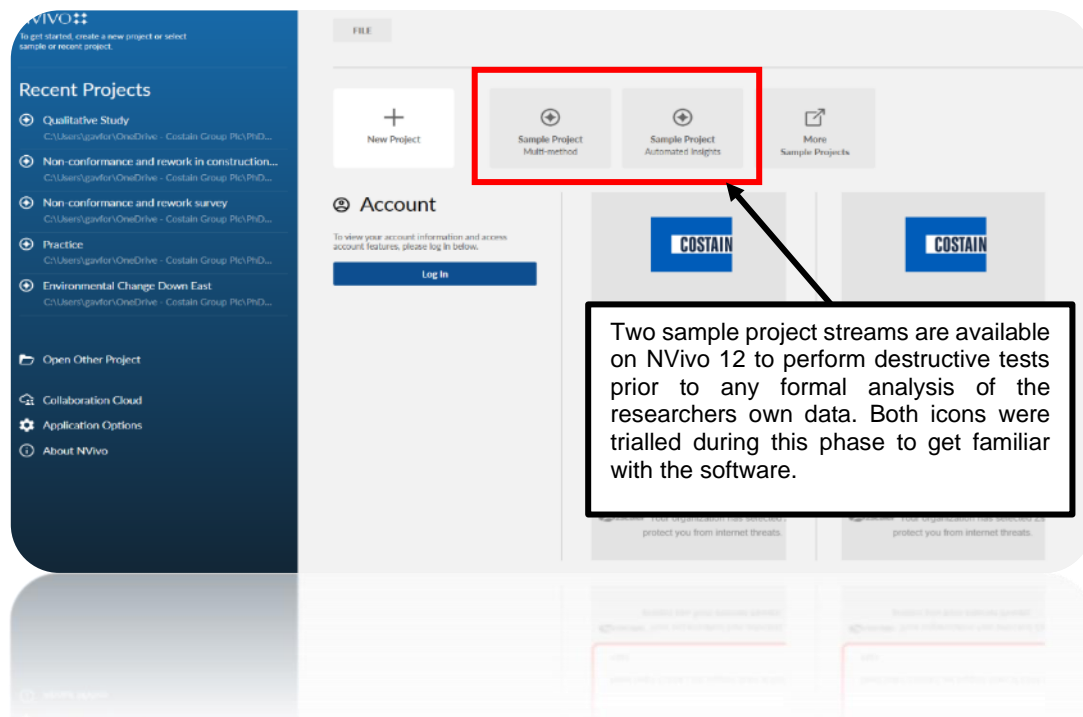 NVIVO
To get started, create a new project or select
sample or recent project.
Recent Projects
Qualitative Study
C:\Users\gavfor\OneDrive - Costain Group Plc\PhD...
Non-conformance and rework in construction...
C:\Users\gavfor\OneDrive - Costain Group Plc\PhD...
Non-conformance and rework survey
C:\Users\gavfor\OneDrive - Costain Group Plc\PhD...
Practice
C:\Users\gavfor\OneDrive - Costain Group Plc\PhD...
Environmental Change Down East
C:\Users\gavfor\OneDrive - Costain Group Plc\PhD...
Open Other Project
Collaboration Cloud
Application Options
About NVivo
FILE
New Project
Sample Project
Multi-method
Sample Project
Automated Insights
More
Sample Projects
Account
To view your account information and access
account features, please log in below.
Log In
COSTAIN
COSTAIN
Two sample project streams are available
on NVivo 12 to perform destructive tests
prior to any formal analysis of the
researchers own data. Both icons were
trialled during this phase to get familiar
with the software.
Your organization has selected
protect you from internet threats.
Your organization has selected
protect you from internet threats.